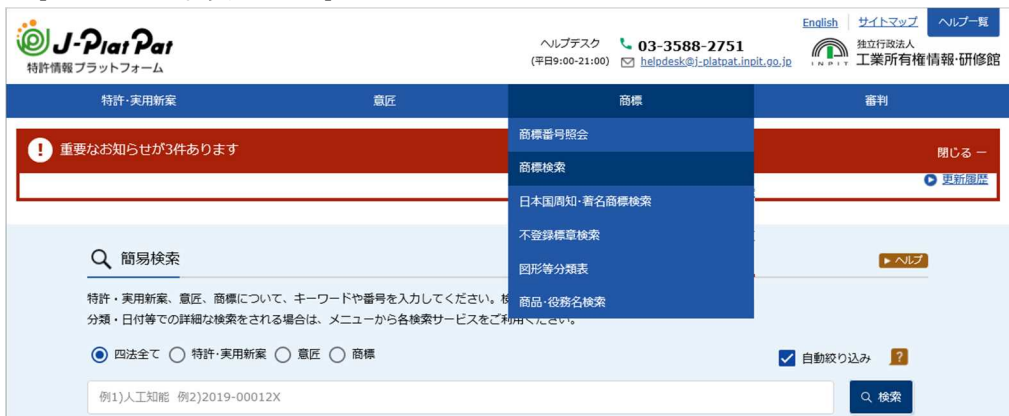 English サイトマップ ヘルプ一覧
J-PlatPat
特許情報プラットフォーム
ヘルプデスク 03-3588-2751
(平日9:00-21:00) helpdesk@j-platpat.inpit.go.jp
INPIT
独立行政法人
工業所有権情報・研修館
特許・実用新案 意匠 商標 審判
商標番号照会
商標検索
日本国周知・著名商標検索
不登録標章検索
図形等分類表
商品・役務名検索
! 重要なお知らせが3件あります 閉じる
更新履歴
簡易検索
ヘルプ
特許・実用新案、意匠、商標について、キーワードや番号を入力してください。
分類・日付等での詳細な検索をされる場合は、メニューから各検索サービスをご利用ください。
四法全て 特許・実用新案 意匠 商標
自動絞り込み ?
例1)人工知能 例2)2019-00012X
検索